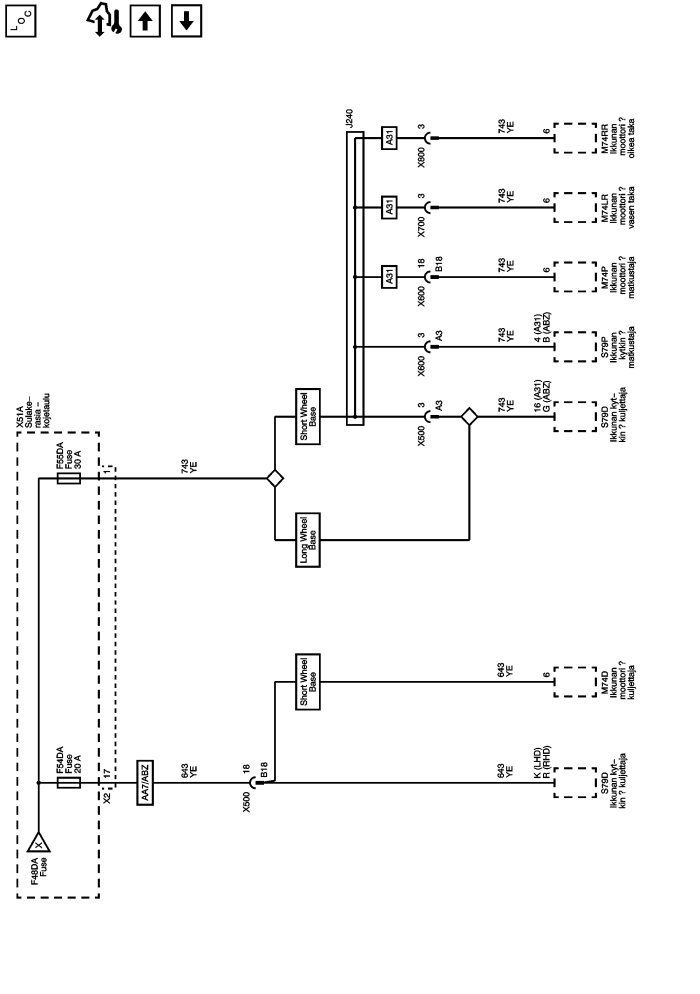 LOC
X51A
Sulake–
rasia –
kojetaulu
F48DA
Fuse
X
F54DA
Fuse
20 A
F55DA
Fuse
30 A
X2
17
1
AA7/ABZ
643
YE
743
YE
X500
18
B18
Short Wheel
Base
Long Wheel
Base
Short Wheel
Base
J240
A31
A31
A31
X800
3
X700
3
X600
18
B18
X600
3
A3
X500
3
A3
643
YE
K (LHD)
R (RHD)
S79D
Ikkunan kyt–
kin ? kuljettaja
643
YE
6
M74D
Ikkunan
moottori ?
kuljettaja
743
YE
16 (A31)
G (ABZ)
S79D
Ikkunan kyt–
kin ? kuljettaja
743
YE
4 (A31)
B (ABZ)
S79P
Ikkunan
kytkin ?
matkustaja
743
YE
6
M74P
Ikkunan
moottori ?
matkustaja
743
YE
6
M74LR
Ikkunan
moottori ?
vasen taka
743
YE
6
M74RR
Ikkunan
moottori ?
oikea taka